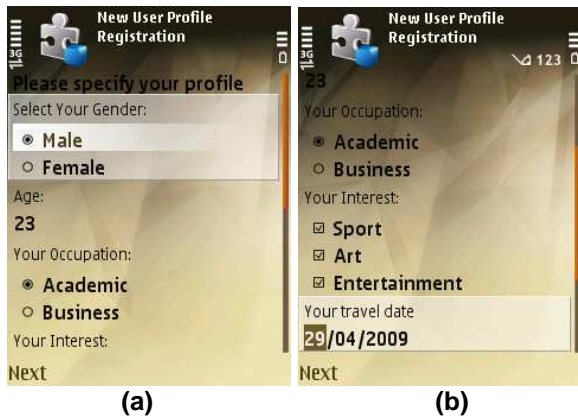 New User Profile
Registration
3G
Please specify your profile
Select Your Gender:
Male
Female
Age:
23
Your Occupation:
Academic
Business
Your Interest:
Next
(a)
New User Profile
Registration
3G
123
23
Your Occupation:
Academic
Business
Your Interest:
Sport
Art
Entertainment
Your travel date
29/04/2009
Next
(b)